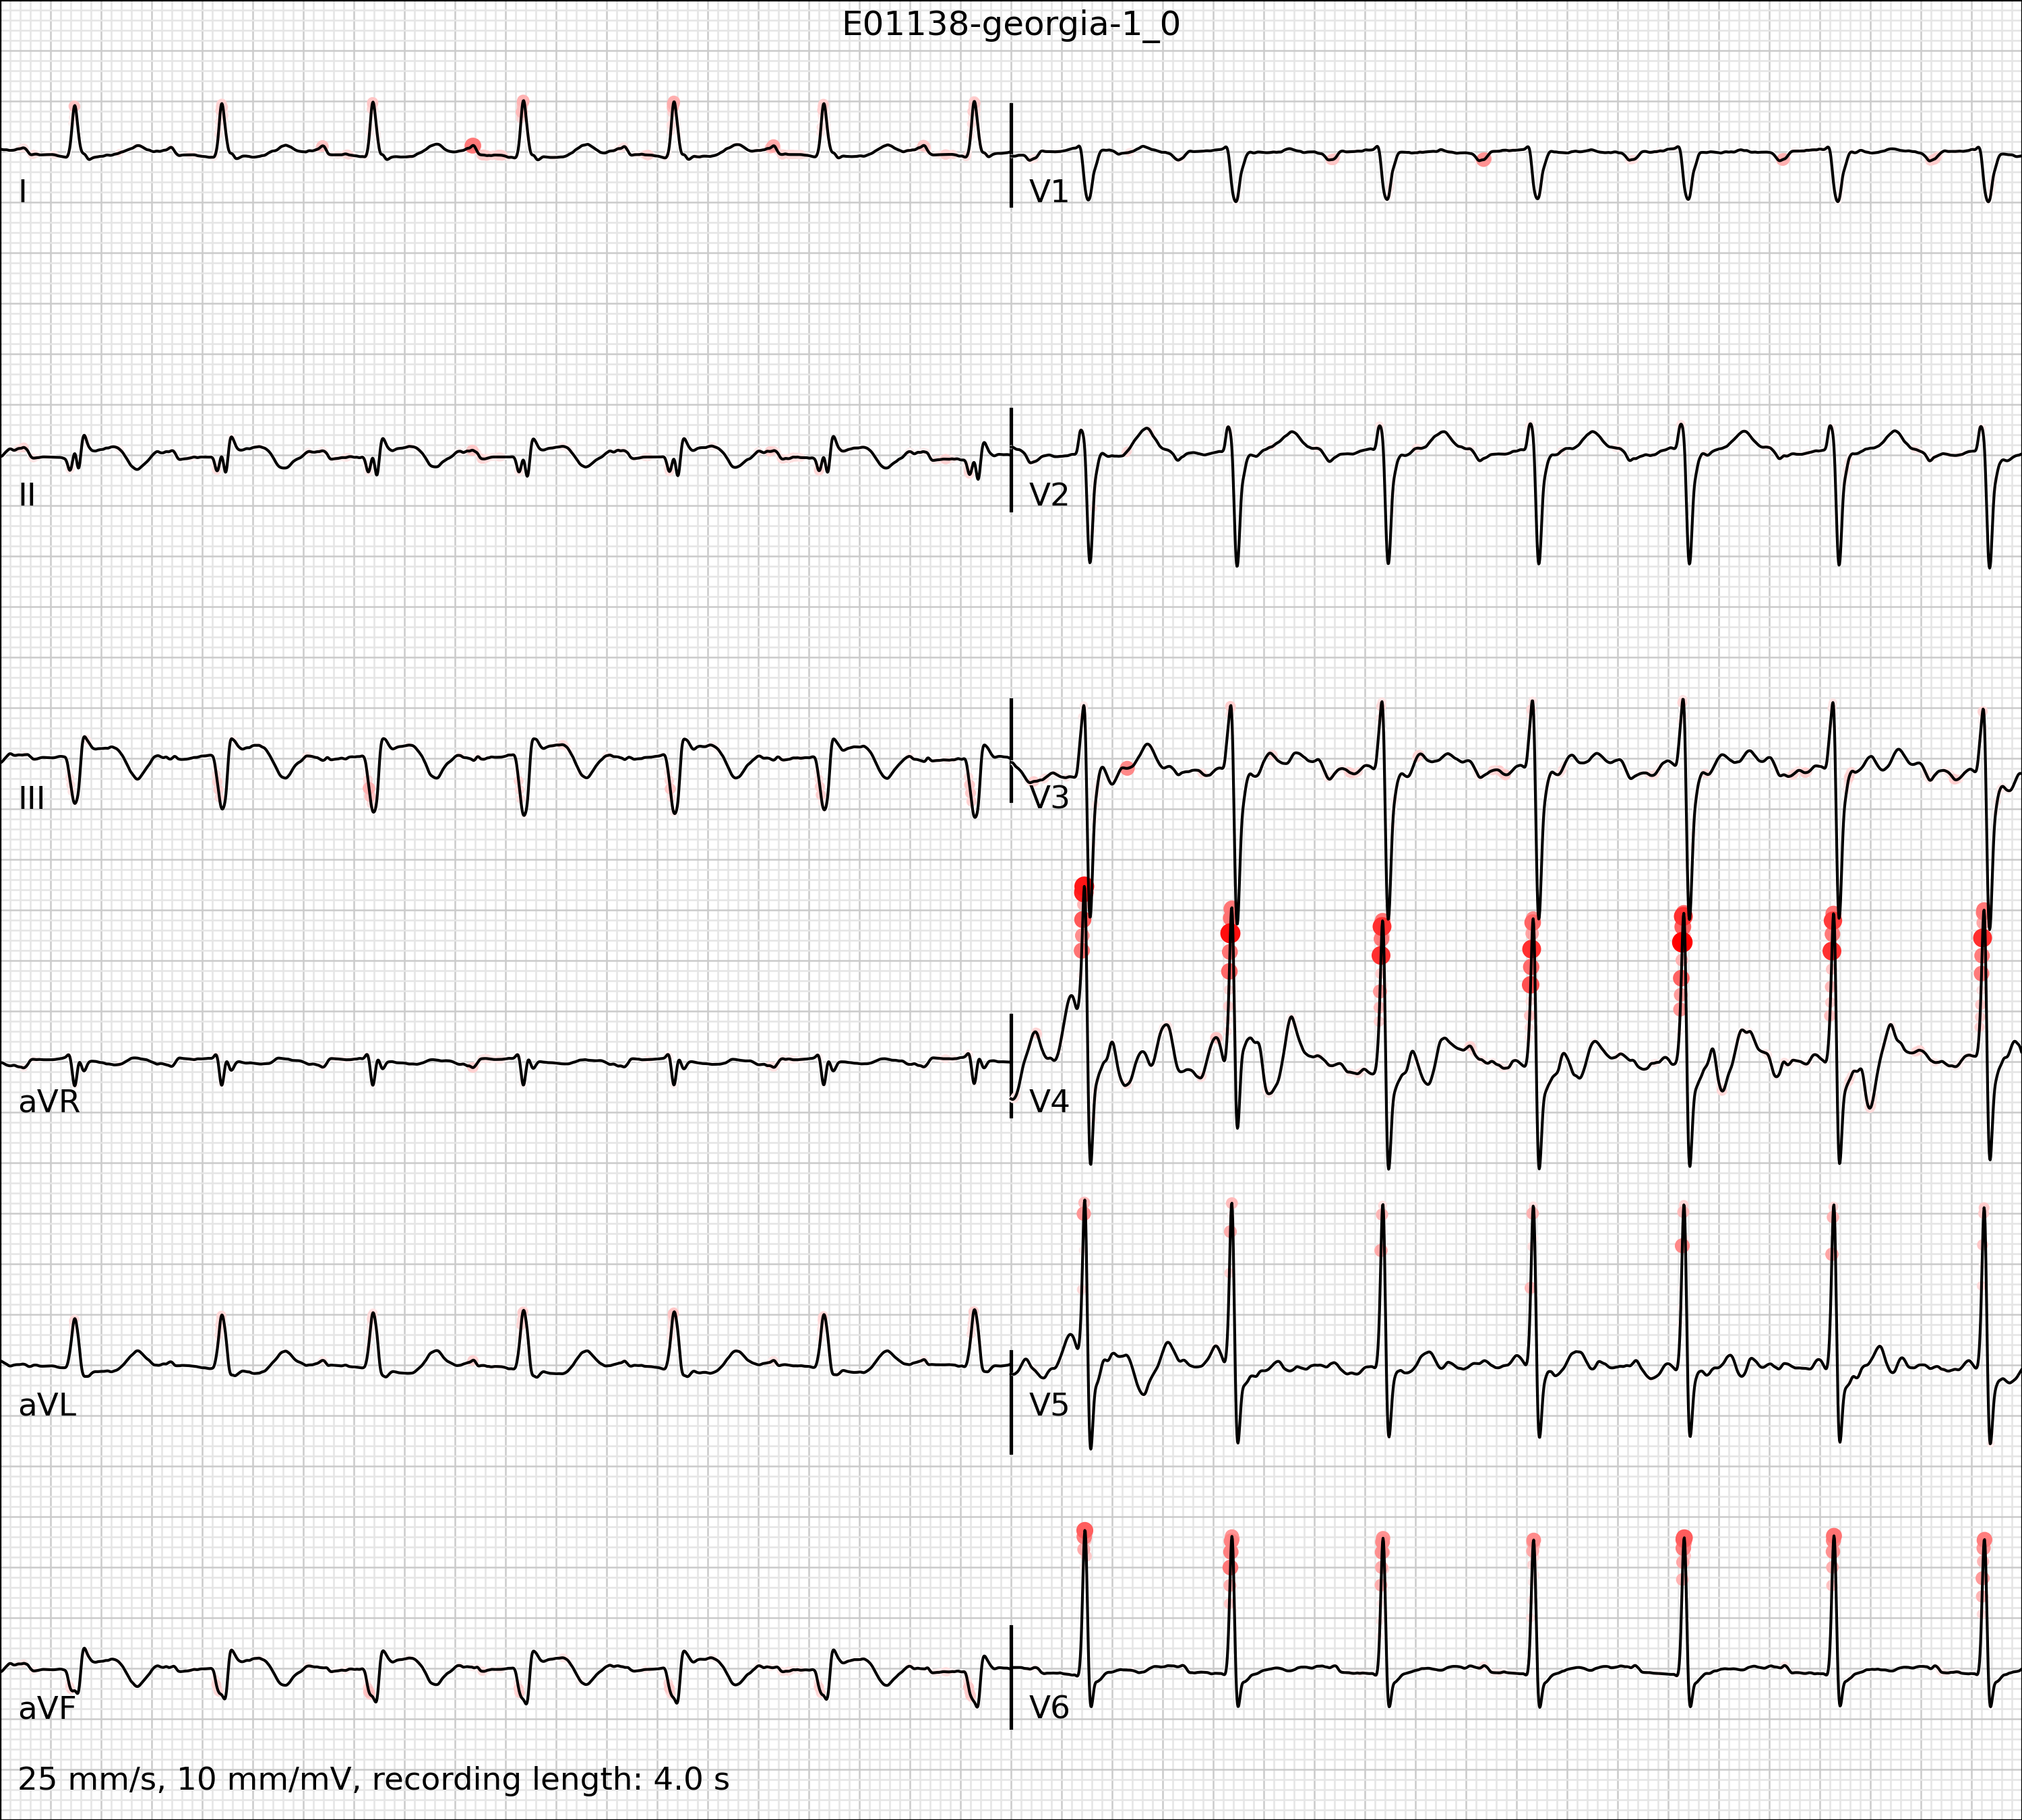 E01138-georgia-1_0
I
V1
II
V2
III
V3
aVR
V4
aVL
V5
aVF
V6
25 mm/s, 10 mm/mV, recording length: 4.0 s